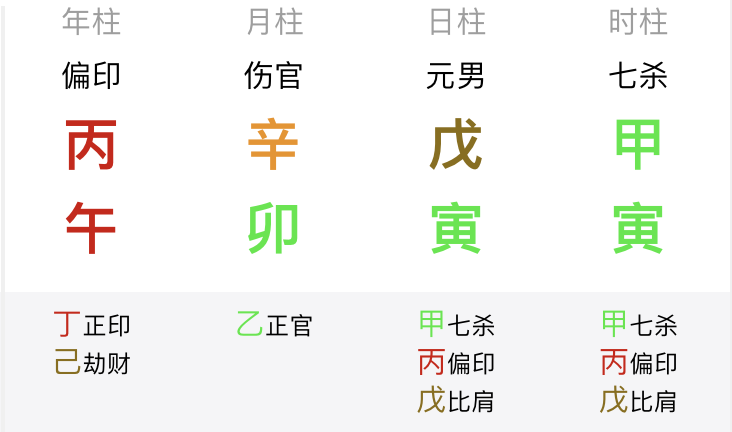 年柱 月柱 日柱 时柱
偏印 伤官 元男 七杀
丙 辛 戊 甲
午 卯 寅 寅
丁正印 乙正官 甲七杀 甲七杀
己劫财 丙偏印 丙偏印
戊比肩 戊比肩